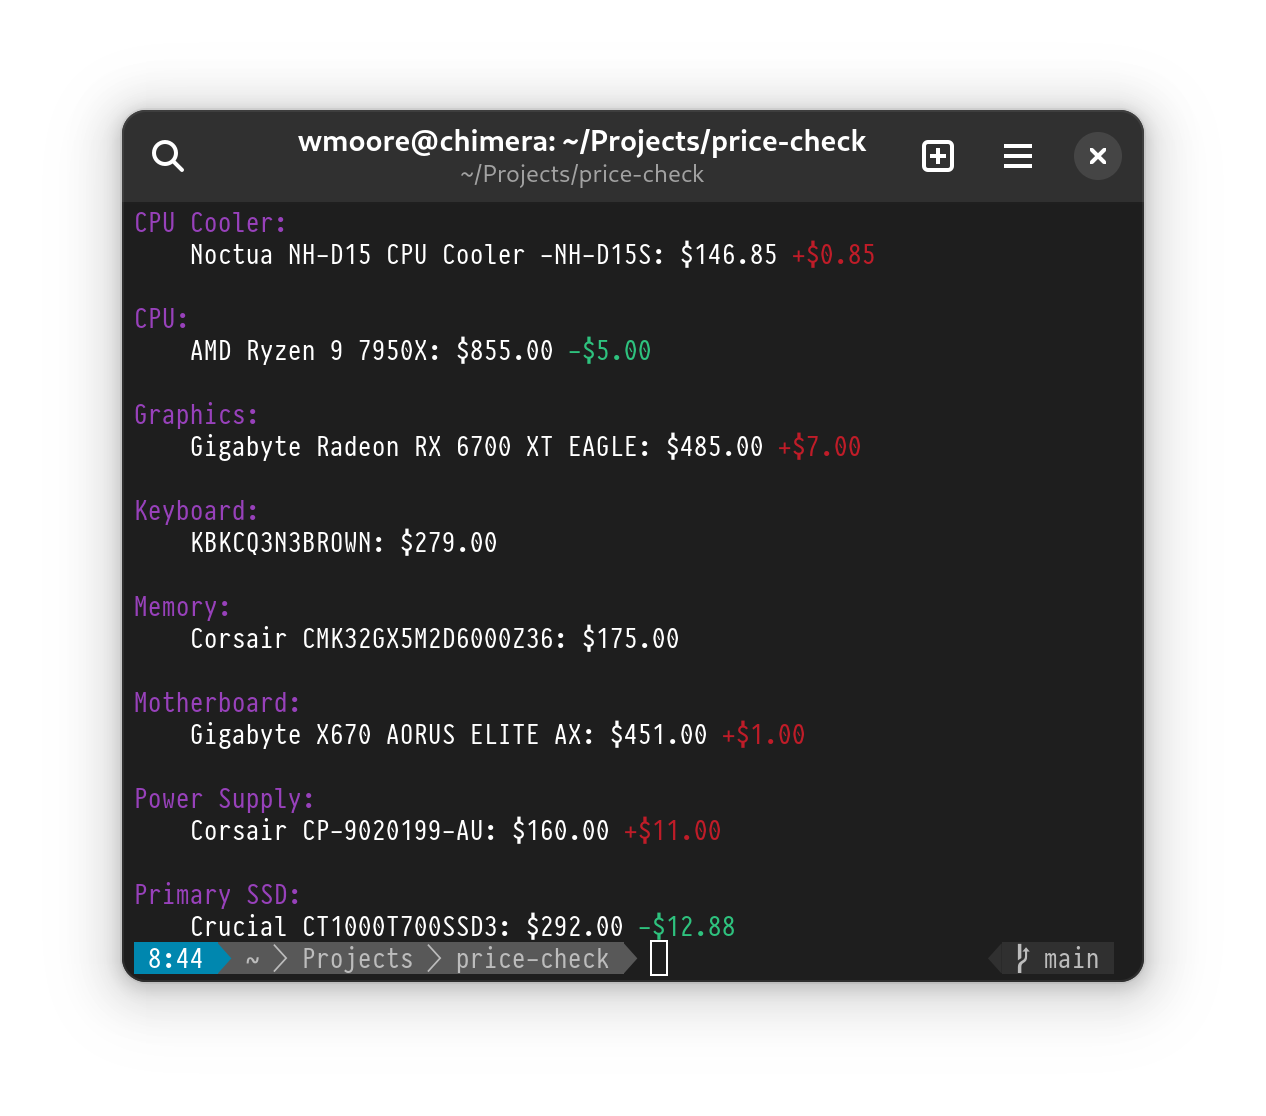 wmoore@chimera: ~/Projects/price-check
~/Projects/price-check
CPU Cooler:
Noctua NH-D15 CPU Cooler -NH-D15S: $146.85 +$0.85
CPU:
AMD Ryzen 9 7950X: $855.00 -$5.00
Graphics:
Gigabyte Radeon RX 6700 XT EAGLE: $485.00 +$7.00
Keyboard:
KBKCQ3N3BROWN: $279.00
Memory:
Corsair CMK32GX5M2D6000Z36: $175.00
Motherboard:
Gigabyte X670 AORUS ELITE AX: $451.00 +$1.00
Power Supply:
Corsair CP-9020199-AU: $160.00 +$11.00
Primary SSD:
Crucial CT1000T700SSD3: $292.00 -$12.88
8:44 ~ Projects price-check main